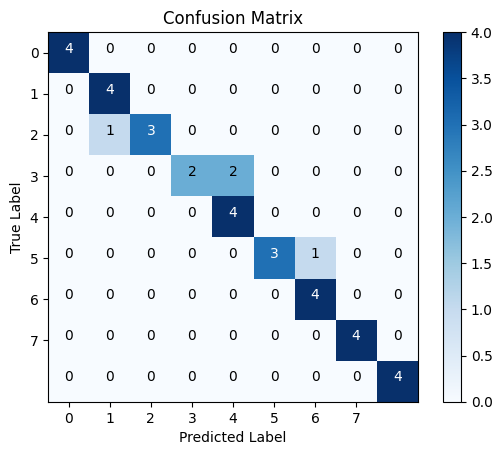 Confusion Matrix
0 4 0 0 0 0 0 0 0 0
1 0 4 0 0 0 0 0 0 0
2 0 1 3 0 0 0 0 0 0
3 0 0 0 2 2 0 0 0 0
4 0 0 0 0 4 0 0 0 0
5 0 0 0 0 0 3 1 0 0
6 0 0 0 0 0 0 4 0 0
7 0 0 0 0 0 0 0 4 0
0 0 0 0 0 0 0 0 4
0 1 2 3 4 5 6 7
Predicted Label
True Label
4.0
3.5
3.0
2.5
2.0
1.5
1.0
0.5
0.0